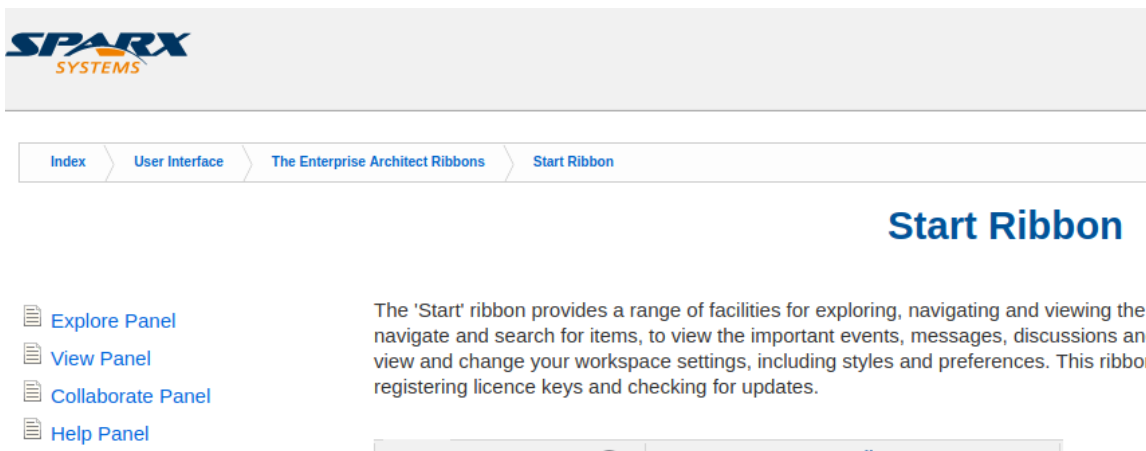 SPARX
SYSTEMS
Index User Interface The Enterprise Architect Ribbons Start Ribbon
Start Ribbon
Explore Panel
View Panel
Collaborate Panel
Help Panel
The 'Start' ribbon provides a range of facilities for exploring, navigating and viewing the
navigate and search for items, to view the important events, messages, discussions an
view and change your workspace settings, including styles and preferences. This ribbo
registering licence keys and checking for updates.